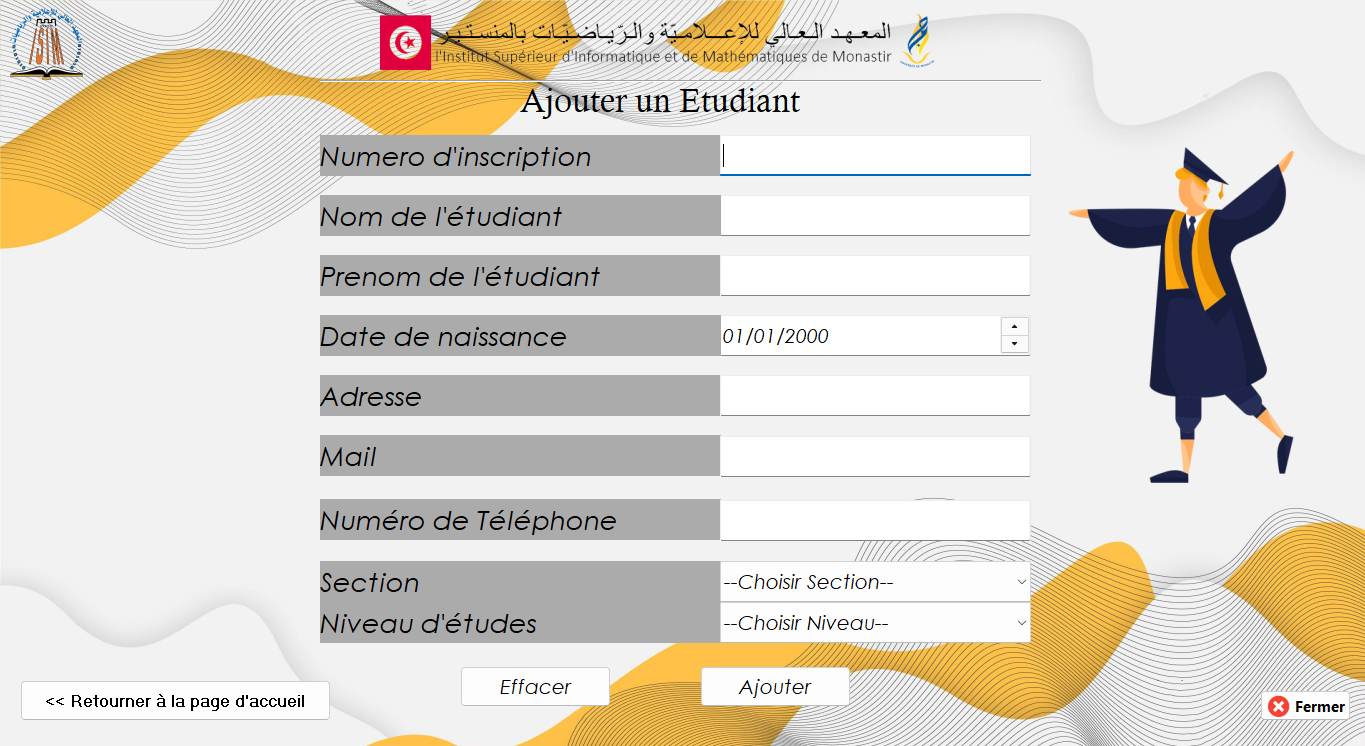 ISIM
المعهد العالي للإعلامية والرياضيات بالمنستير
l'Institut Supérieur d'Informatique et de Mathématiques de Monastir
Ajouter un Etudiant
Numero d'inscription
Nom de l'étudiant
Prenom de l'étudiant
Date de naissance 01/01/2000
Adresse
Mail
Numéro de Téléphone
Section --Choisir Section--
Niveau d'études --Choisir Niveau--
Effacer Ajouter
<< Retourner à la page d'accueil
Fermer